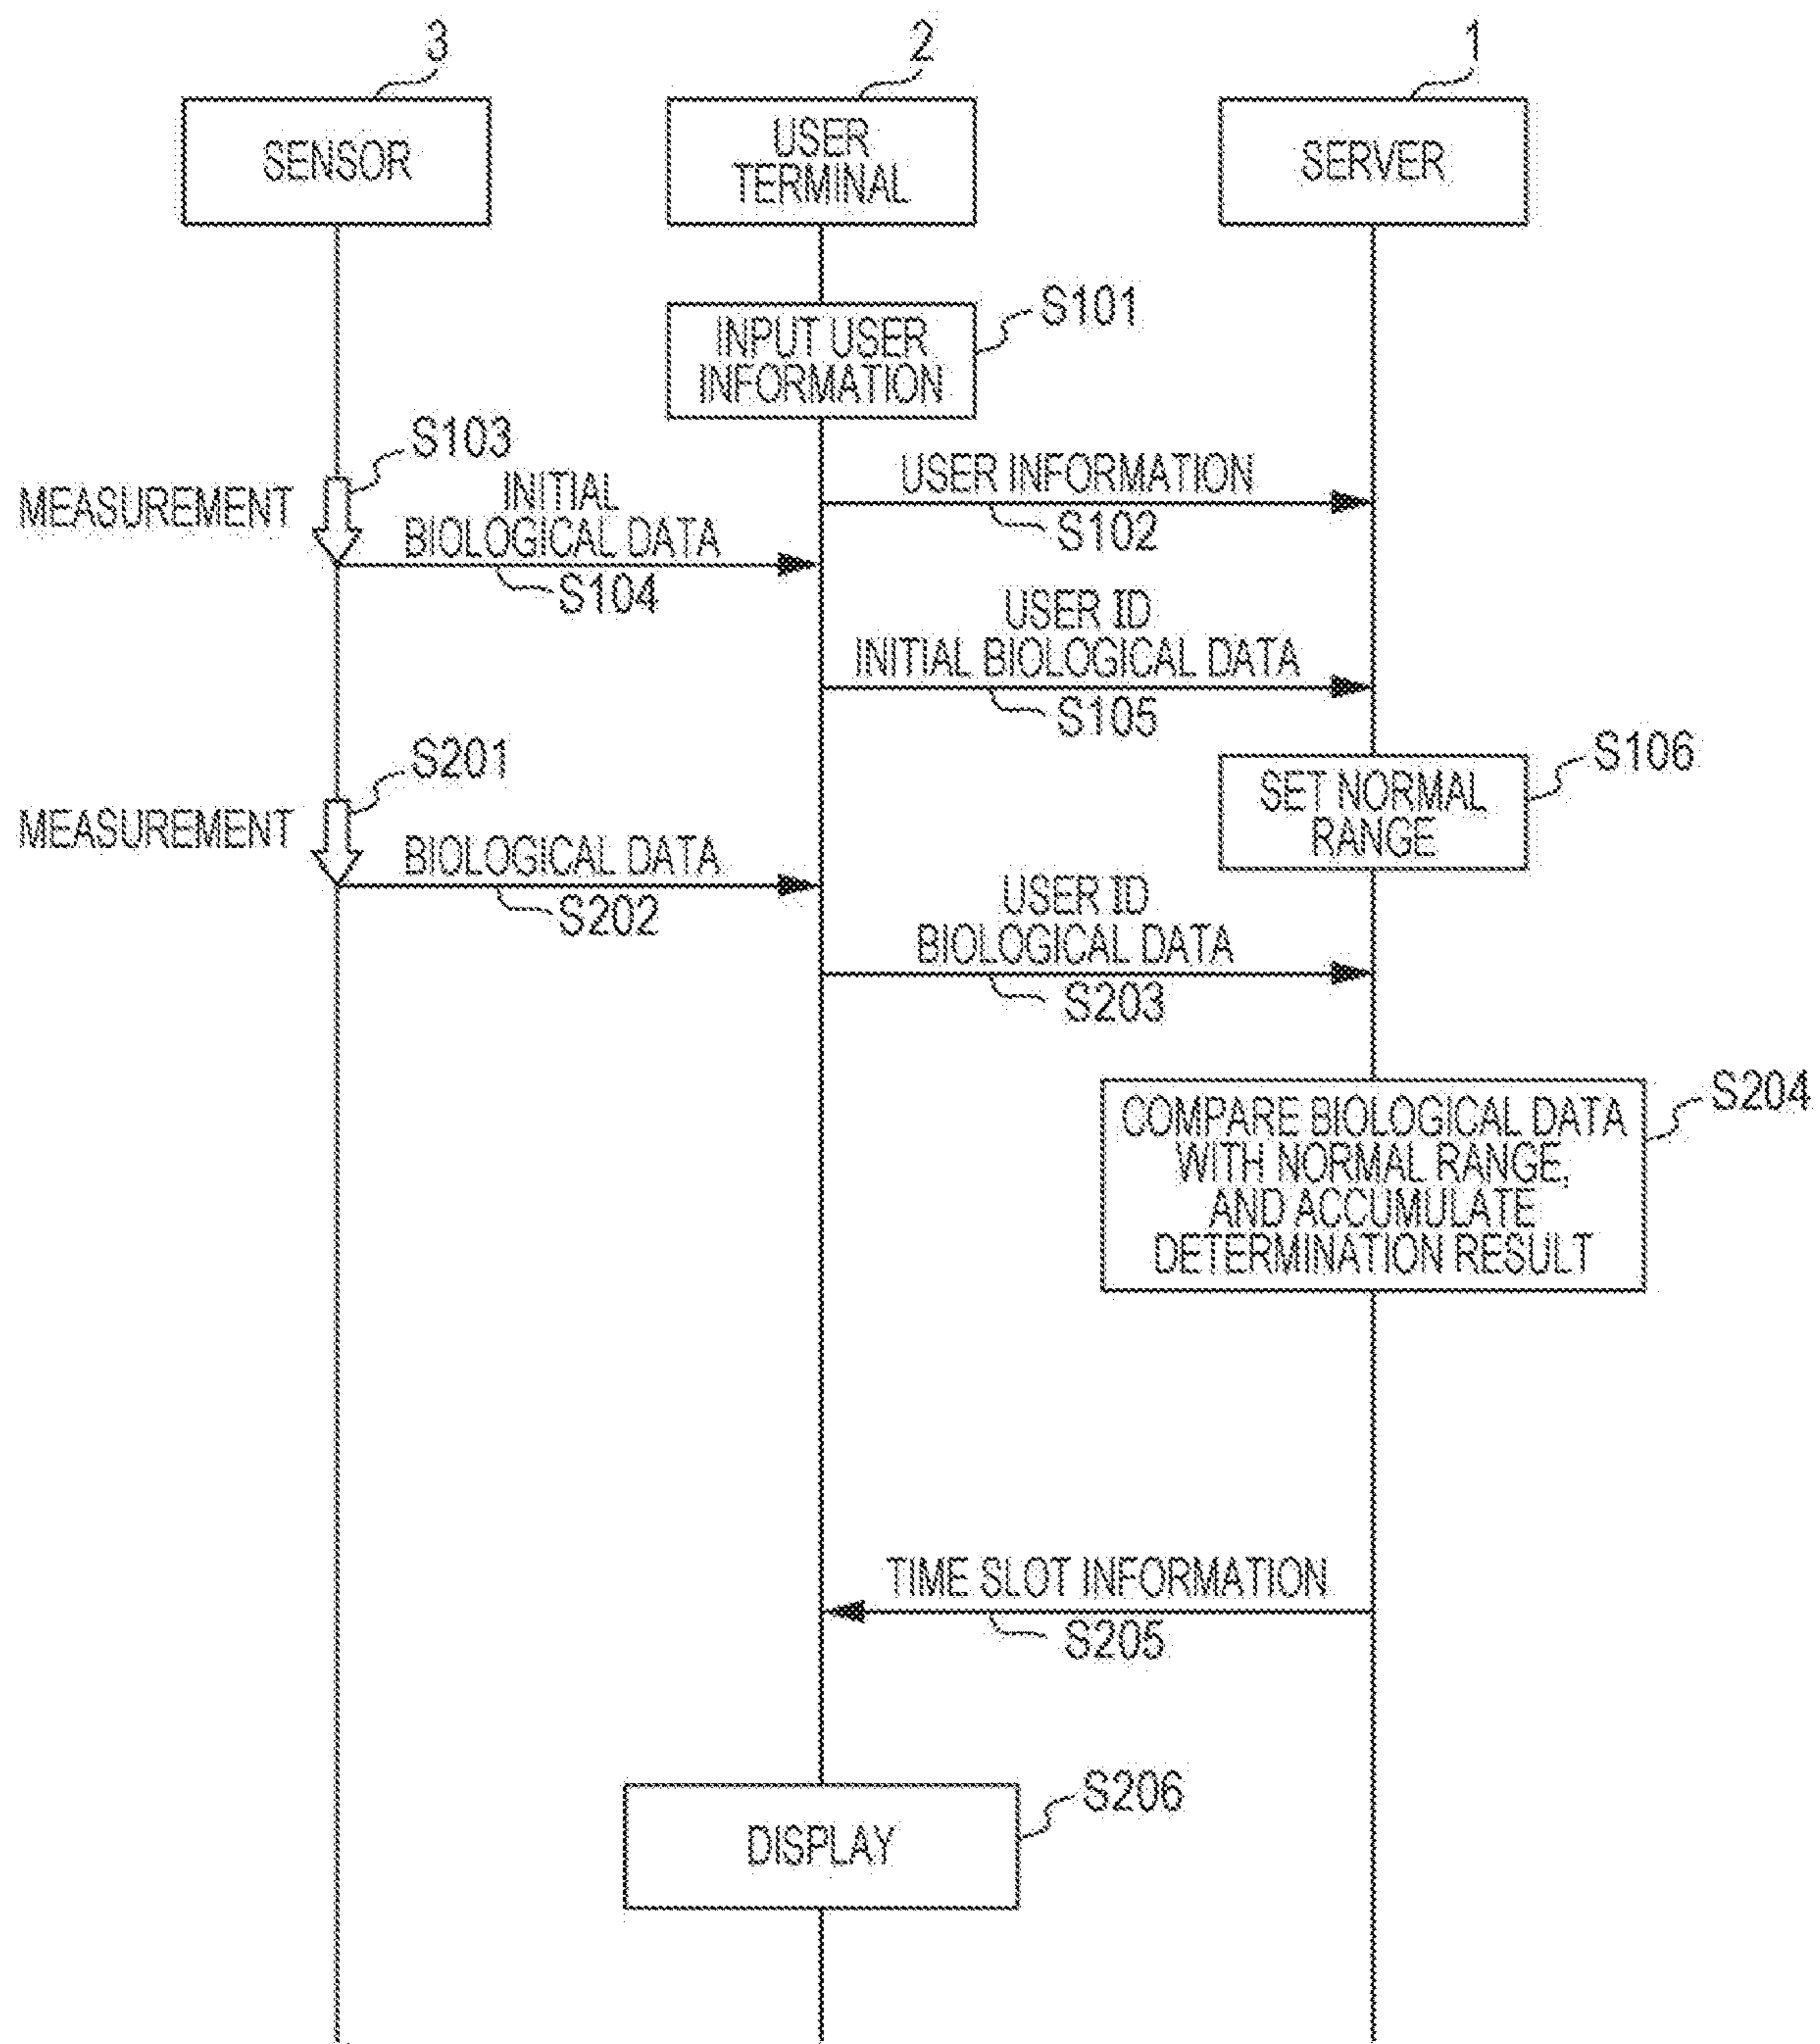 3
2
1
SENSOR
USER
TERMINAL
SERVER
INPUT USER
INFORMATION
S101
S103
MEASUREMENT
INITIAL
BIOLOGICAL DATA
S104
USER INFORMATION
S102
USER ID
INITIAL BIOLOGICAL DATA
S105
S106
SET NORMAL
RANGE
S201
MEASUREMENT
BIOLOGICAL DATA
S202
USER ID
BIOLOGICAL DATA
S203
S204
COMPARE BIOLOGICAL DATA
WITH NORMAL RANGE,
AND ACCUMULATE
DETERMINATION RESULT
TIME SLOT INFORMATION
S205
S206
DISPLAY